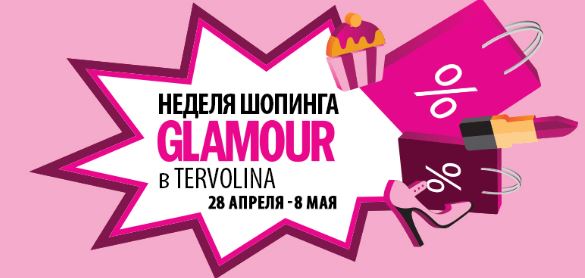 НЕДЕЛЯ ШОПИНГА
GLAMOUR
в TERVOLINA
28 АПРЕЛЯ - 8 МАЯ
%
%